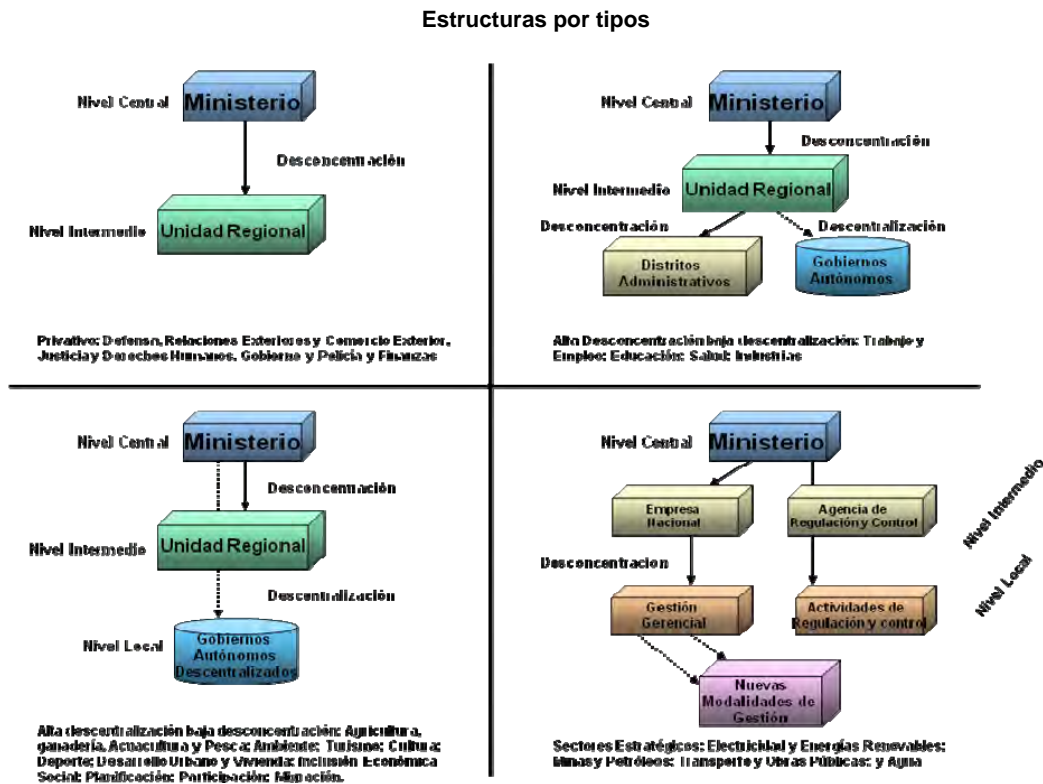 Estructuras por tipos
Nivel Central
Ministerio
Desconcentración
Nivel Intermedio
Unidad Regional
Privativo: Defensa, Relaciones Exteriores y Comercio Exterior,
Justicia y Derechos Humanos, Gobierno y Policía y Finanzas
Nivel Central
Ministerio
Desconcentración
Nivel Intermedio
Unidad Regional
Desconcentración
Descentralización
Distritos
Administrativos
Gobiernos
Autónomos
Alta Desconcentración baja descentralización: Trabajo y
Empleo; Educación; Salud; Industrias
Nivel Central
Ministerio
Desconcentración
Nivel Intermedio
Unidad Regional
Descentralización
Nivel Local
Gobiernos
Autónomos
Descentralizados
Alta descentralización baja desconcentración: Agricultura,
ganadería, Acuacultura y Pesca; Ambiente; Turismo; Cultura;
Deporte; Desarrollo Urbano y Vivienda; Inclusión Económica
Social; Planificación; Participación; Migración.
Nivel Central
Ministerio
Empresa
Nacional
Agencia de
Regulación y Control
Nivel Intermedio
Desconcentracion
Gestión
Gerencial
Actividades de
Regulación y control
Nivel Local
Nuevas
Modalidades de
Gestión
Sectores Estratégicos: Electricidad y Energías Renovables;
Minas y Petróleos; Transporte y Obras Públicas; y Agua